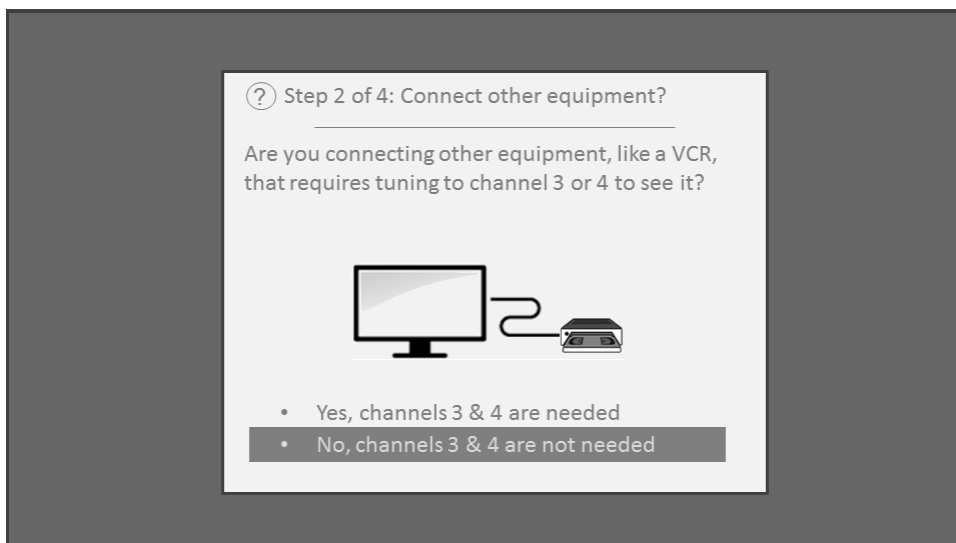 ? Step 2 of 4: Connect other equipment?
Are you connecting other equipment, like a VCR,
that requires tuning to channel 3 or 4 to see it?
• Yes, channels 3 & 4 are needed
• No, channels 3 & 4 are not needed